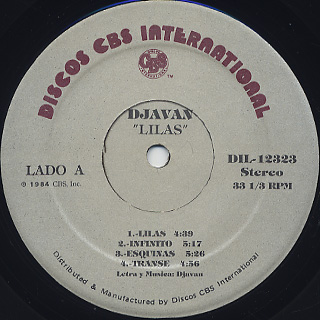 DISCOS CBS INTERNATIONAL
CBS
TM
DJAVAN
"LILAS"
LADO A
℗ 1984 CBS, Inc.
DIL-12323
Stereo
33 1/3 RPM
1.-LILAS 4:39
2.-INFINITO 5:17
3.-ESQUINAS 5:26
4.-TRANSE 4:56
Letra y Musica: Djavan
Distributed & Manufactured by Discos CBS International